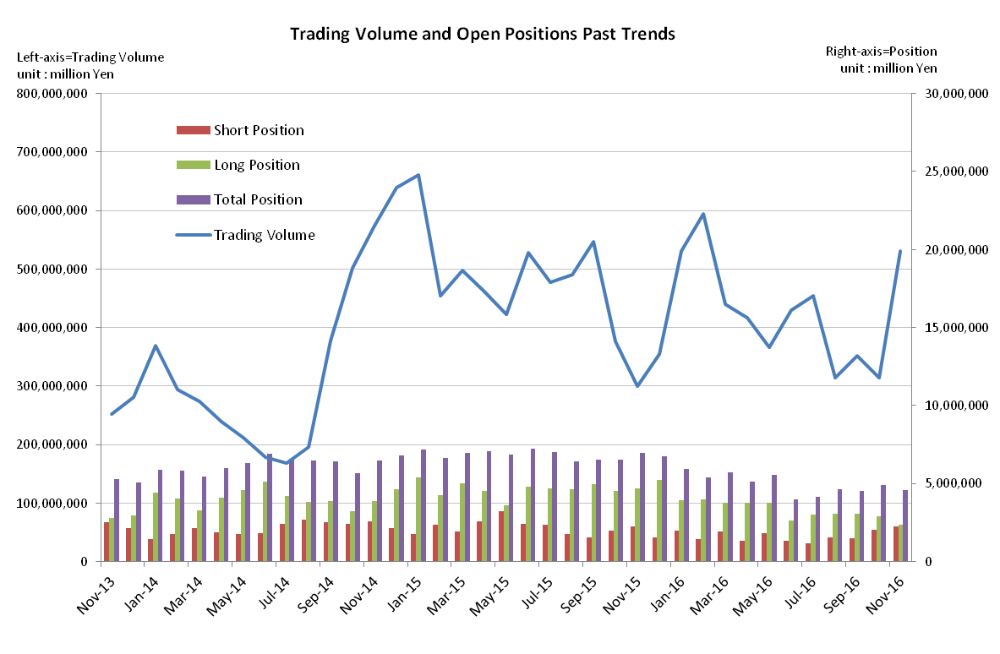 Trading Volume and Open Positions Past Trends
Left-axis=Trading Volume
unit : million Yen
Right-axis=Position
unit : million Yen
800,000,000
700,000,000
600,000,000
500,000,000
400,000,000
300,000,000
200,000,000
100,000,000
0
Short Position
Long Position
Total Position
Trading Volume
30,000,000
25,000,000
20,000,000
15,000,000
10,000,000
5,000,000
0
Nov-13
Jan-14
Mar-14
May-14
Jul-14
Sep-14
Nov-14
Jan-15
Mar-15
May-15
Jul-15
Sep-15
Nov-15
Jan-16
Mar-16
May-16
Jul-16
Sep-16
Nov-16